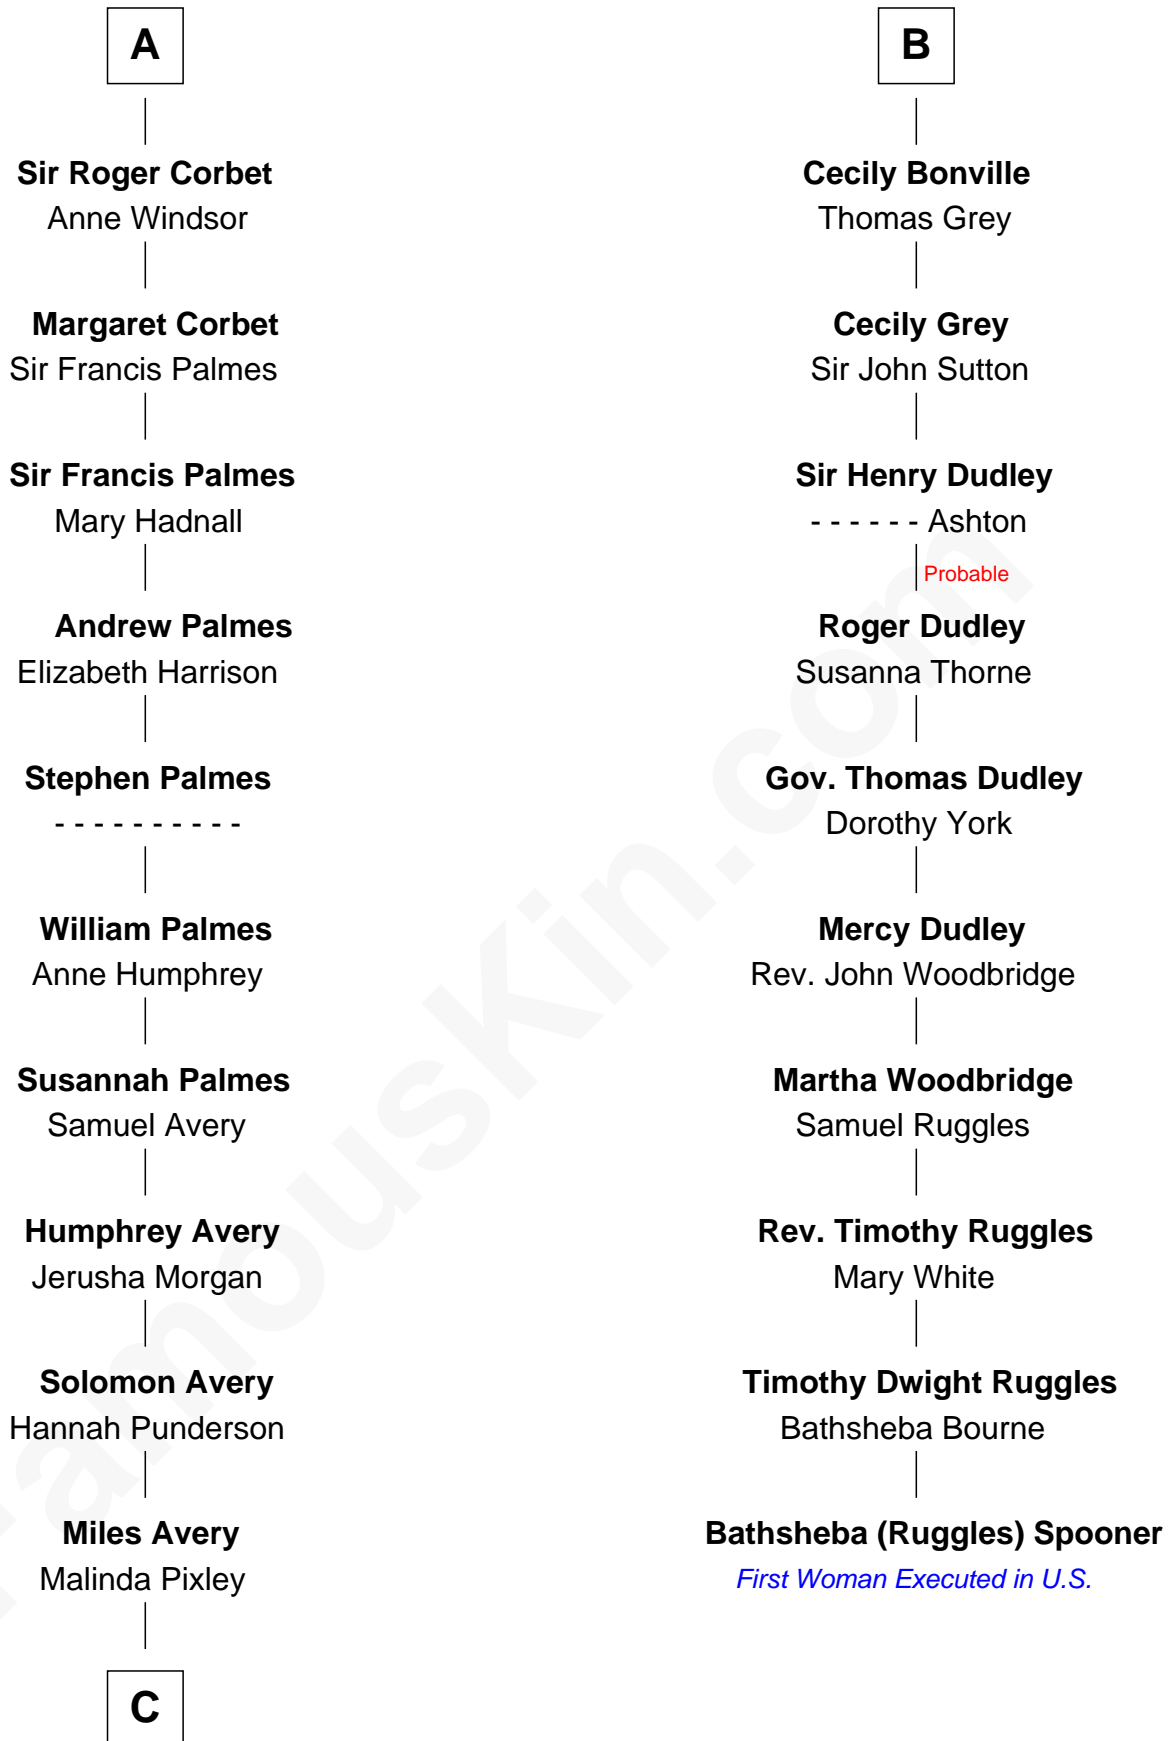 A
Sir Roger Corbet
Anne Windsor
Margaret Corbet
Sir Francis Palmes
Sir Francis Palmes
Mary Hadnall
Andrew Palmes
Elizabeth Harrison
Stephen Palmes
- - - - - - - - - -
William Palmes
Anne Humphrey
Susannah Palmes
Samuel Avery
Humphrey Avery
Jerusha Morgan
Solomon Avery
Hannah Punderson
Miles Avery
Malinda Pixley
C
B
Cecily Bonville
Thomas Grey
Cecily Grey
Sir John Sutton
Sir Henry Dudley
- - - - - - Ashton
Probable
Roger Dudley
Susanna Thorne
Gov. Thomas Dudley
Dorothy York
Mercy Dudley
Rev. John Woodbridge
Martha Woodbridge
Samuel Ruggles
Rev. Timothy Ruggles
Mary White
Timothy Dwight Ruggles
Bathsheba Bourne
Bathsheba (Ruggles) Spooner
First Woman Executed in U.S.
FamousKin.com